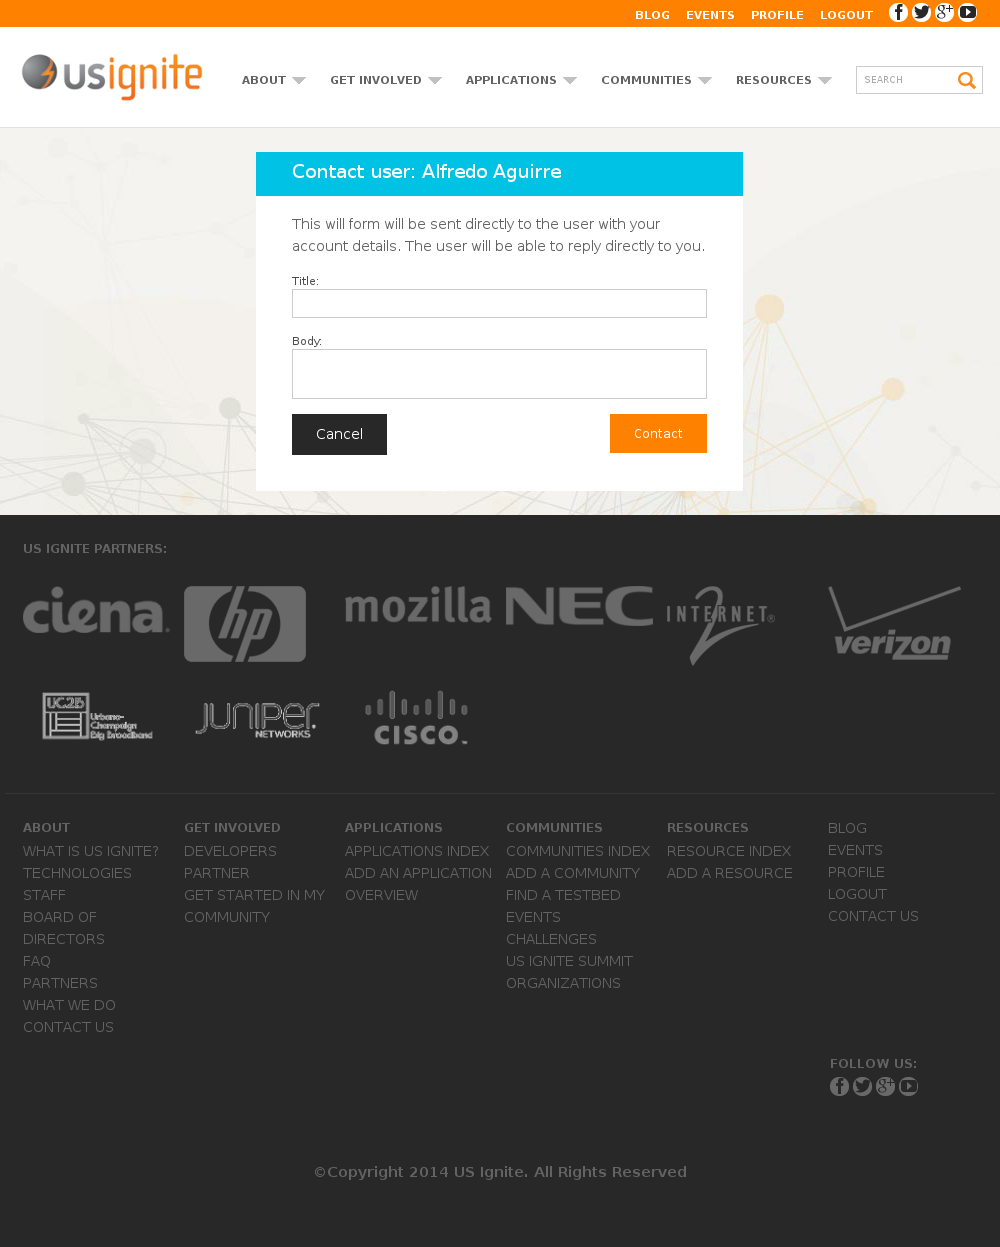 BLOG EVENTS PROFILE LOGOUT
usignite
ABOUT GET INVOLVED APPLICATIONS COMMUNITIES RESOURCES SEARCH
Contact user: Alfredo Aguirre
This will form will be sent directly to the user with your
account details. The user will be able to reply directly to you.
Title:
Body:
Cancel Contact
US IGNITE PARTNERS:
ciena. hp mozilla NEC INTERNET 2 ® verizon
UC2B Urbana-Champaign Big Broadband JUNIPER NETWORKS CISCO
ABOUT
WHAT IS US IGNITE?
TECHNOLOGIES
STAFF
BOARD OF
DIRECTORS
FAQ
PARTNERS
WHAT WE DO
CONTACT US
GET INVOLVED
DEVELOPERS
PARTNER
GET STARTED IN MY
COMMUNITY
APPLICATIONS
APPLICATIONS INDEX
ADD AN APPLICATION
OVERVIEW
COMMUNITIES
COMMUNITIES INDEX
ADD A COMMUNITY
FIND A TESTBED
EVENTS
CHALLENGES
US IGNITE SUMMIT
ORGANIZATIONS
RESOURCES
RESOURCE INDEX
ADD A RESOURCE
BLOG
EVENTS
PROFILE
LOGOUT
CONTACT US
FOLLOW US:
©Copyright 2014 US Ignite. All Rights Reserved